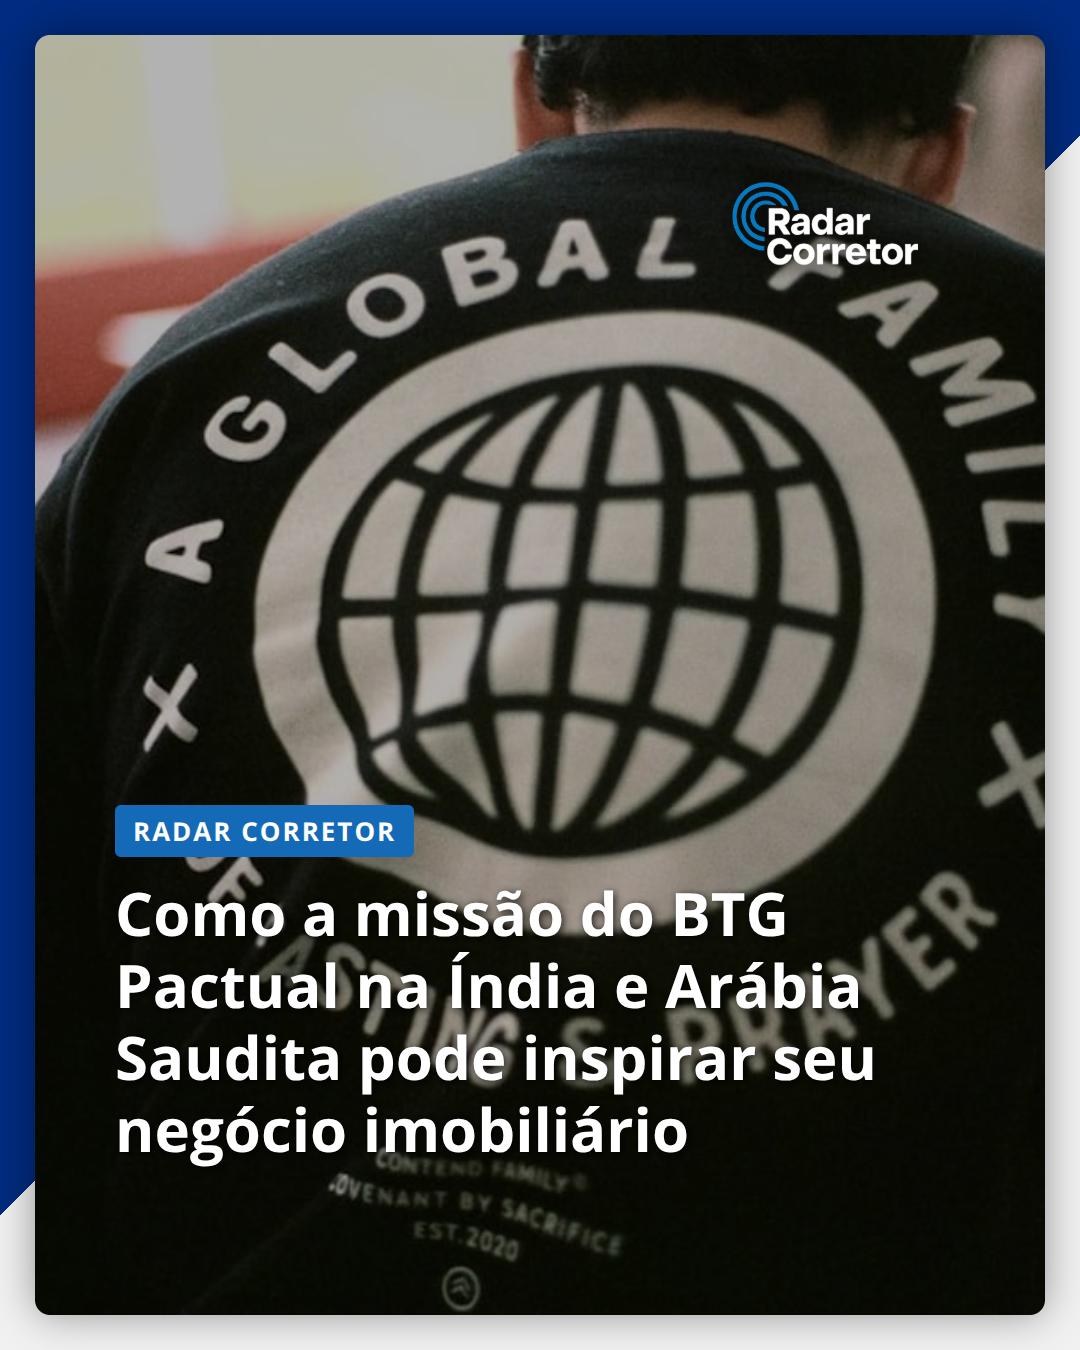 Radar
Corretor
A GLOBAL FAMILY
RADAR CORRETOR
Como a missão do BTG
Pactual na Índia e Arábia
Saudita pode inspirar seu
negócio imobiliário
PRAYER
CONTEND FAMILY®
COVENANT BY SACRIFICE
EST.2020